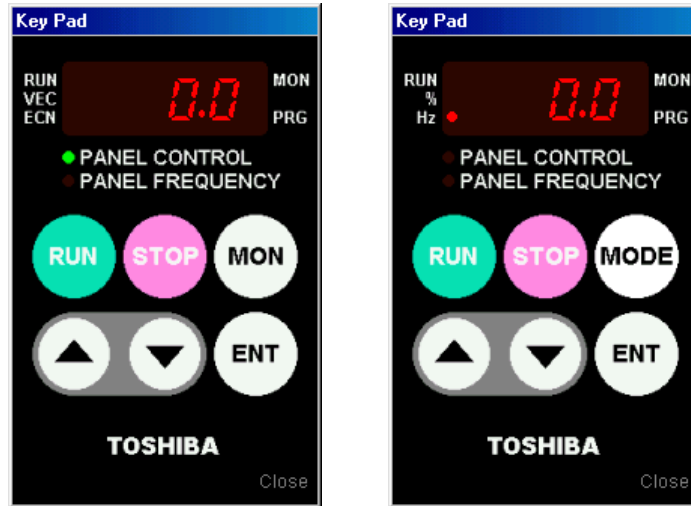 Key Pad
RUN
VEC
ECN
0.0
MON
PRG
PANEL CONTROL
PANEL FREQUENCY
RUN STOP MON
ENT
TOSHIBA
Close
Key Pad
RUN
%
Hz
0.0
MON
PRG
PANEL CONTROL
PANEL FREQUENCY
RUN STOP MODE
ENT
TOSHIBA
Close